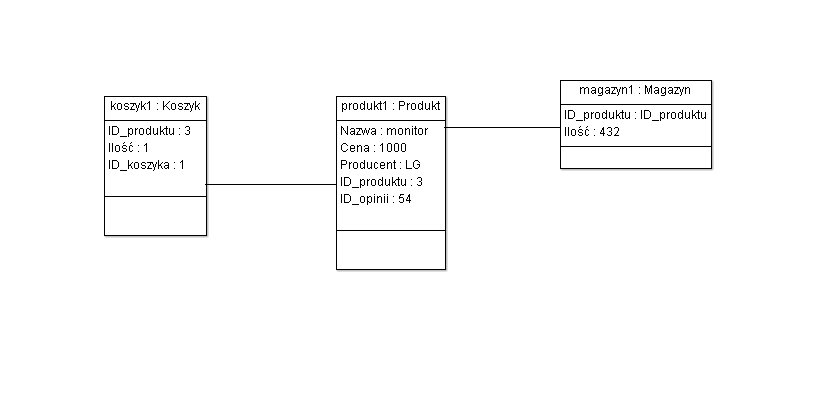 koszyk1 : Koszyk
ID_produktu : 3
Ilość : 1
ID_koszyka : 1
produkt1 : Produkt
Nazwa : monitor
Cena : 1000
Producent : LG
ID_produktu : 3
ID_opinii : 54
magazyn1 : Magazyn
ID_produktu : ID_produktu
Ilość : 432